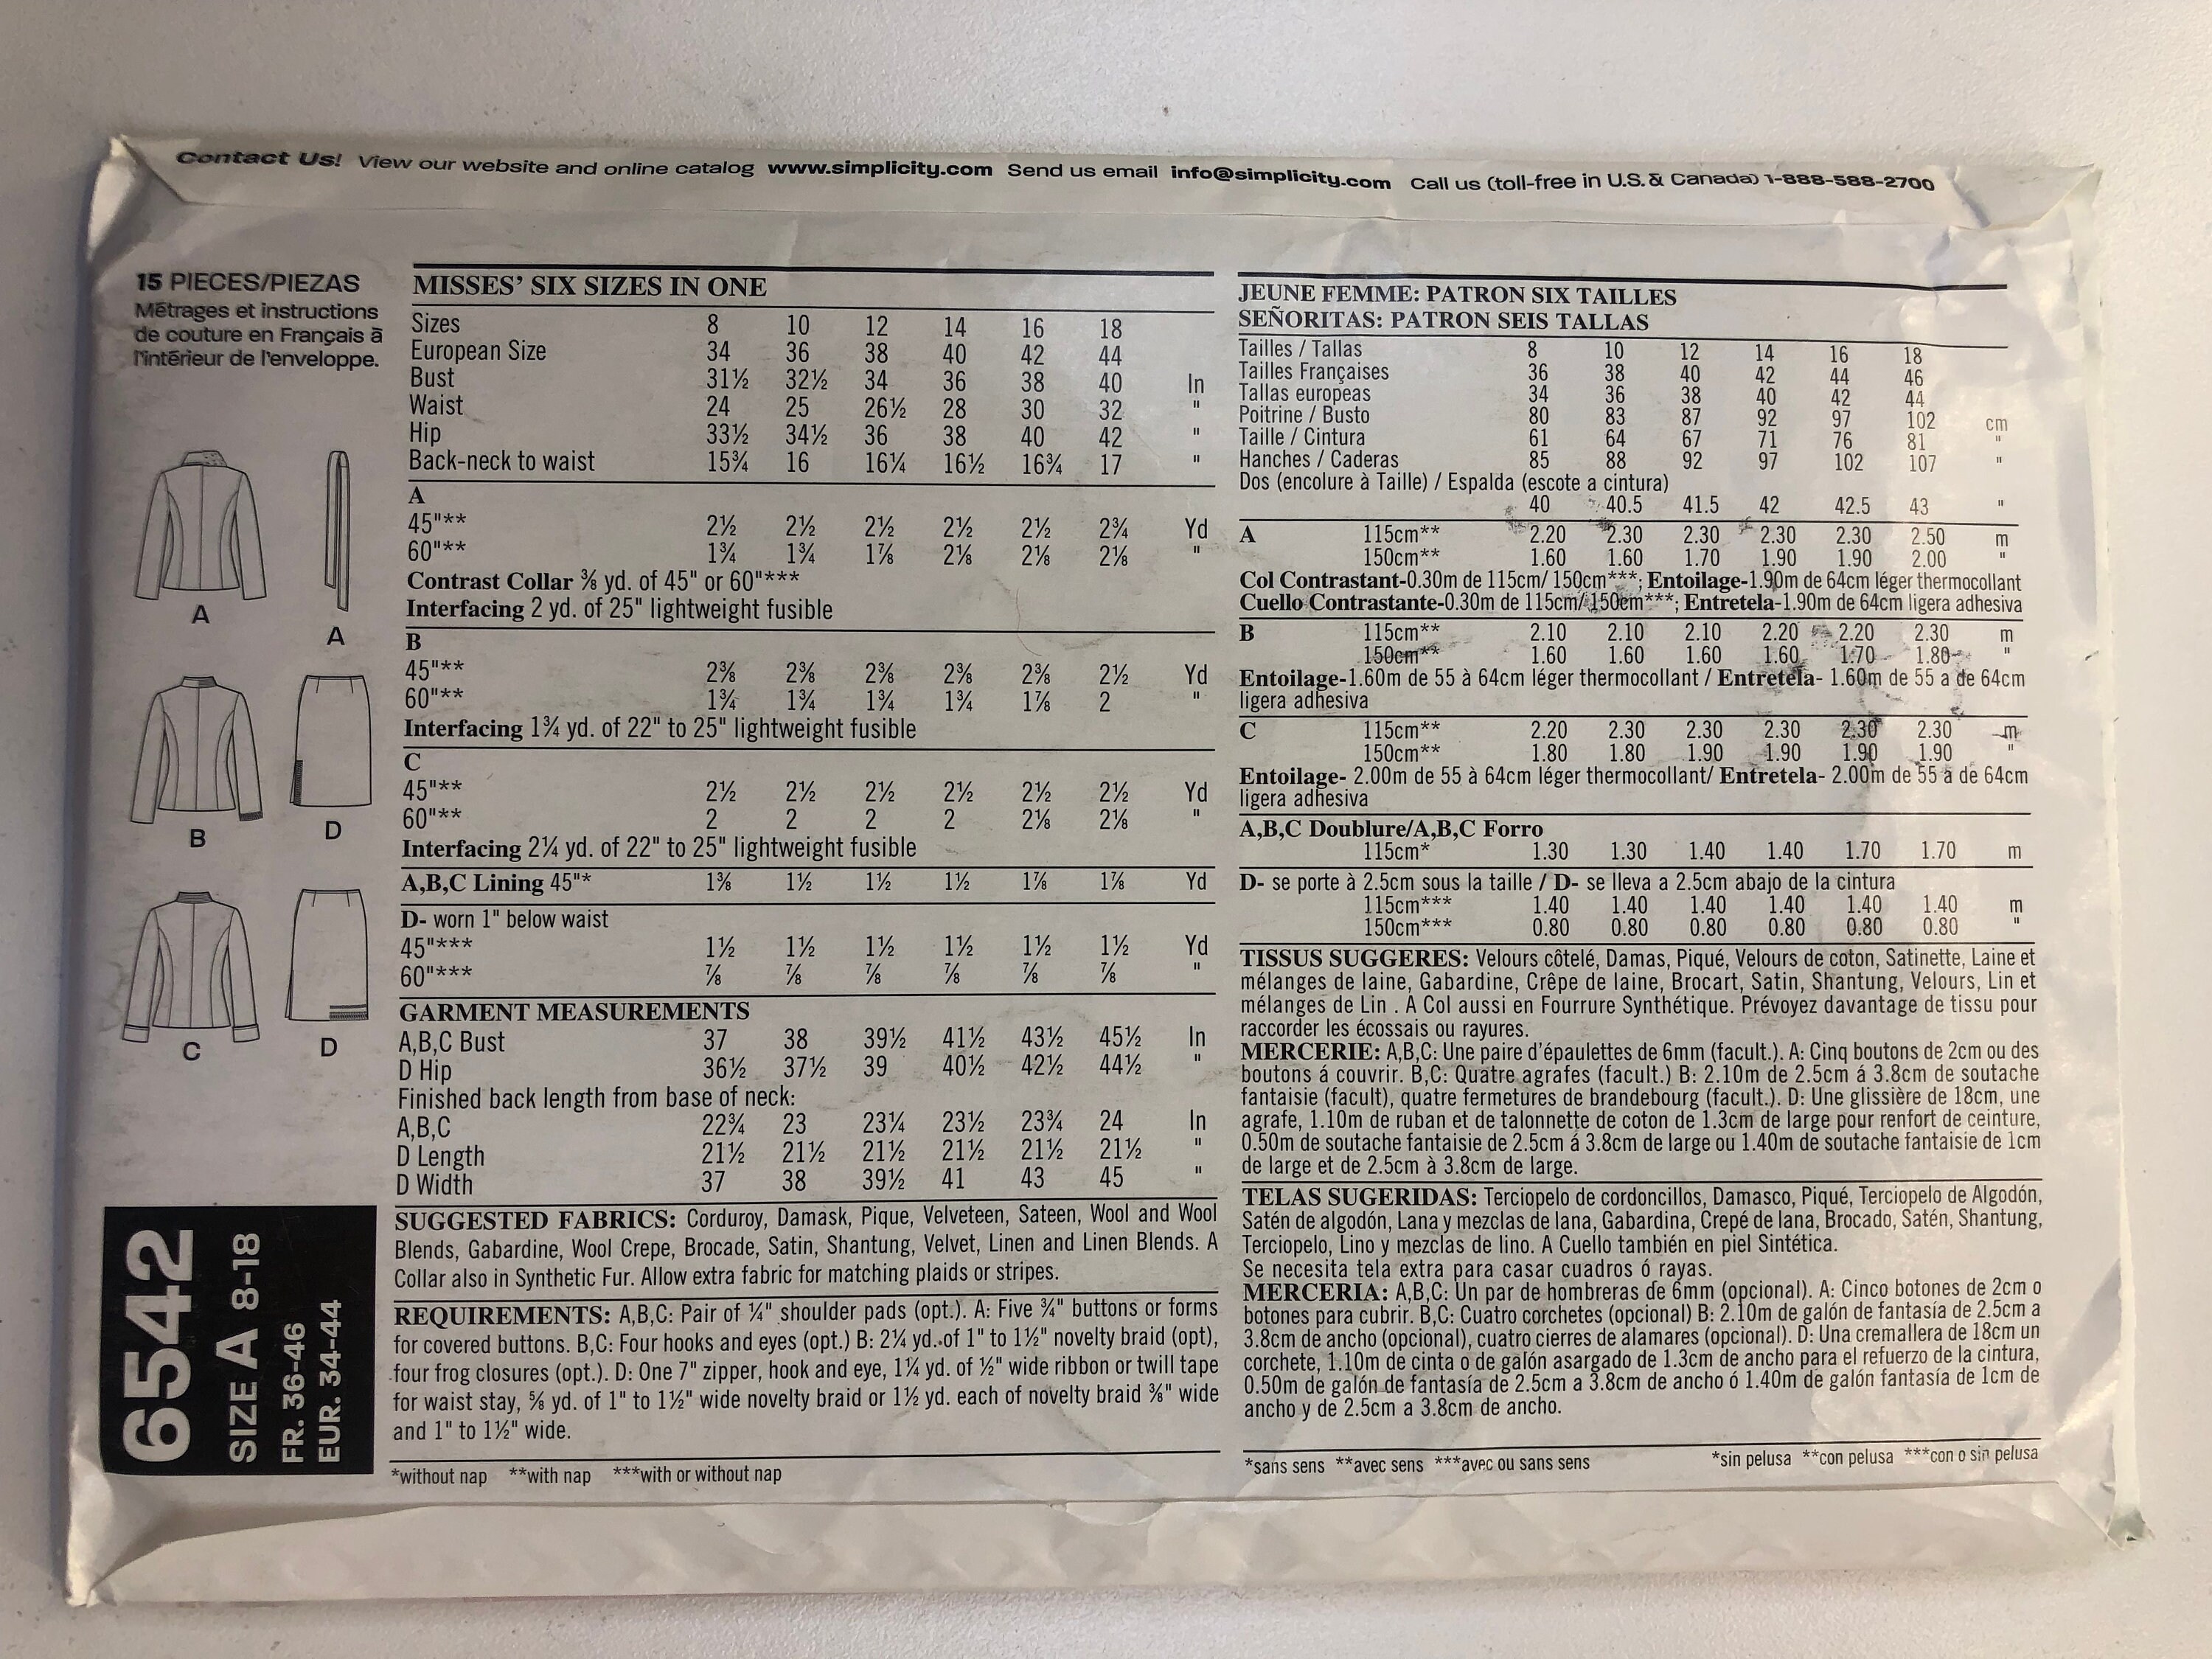 Contact Us! View our website and online catalog www.simplicity.com Send us email info@simplicity.com Call us (toll-free in U.S. & Canada) 1-888-588-2700
15 PIECES/PIEZAS
Métrages et instructions
de couture en Français à
l'intérieur de l'enveloppe.
A
A
B
D
C
D
6542
SIZE A 8-18
FR. 36-46
EUR. 34-44
MISSES' SIX SIZES IN ONE
Sizes 8 10 12 14 16 18
European Size 34 36 38 40 42 44
Bust 31½ 32½ 34 36 38 40 In
Waist 24 25 26½ 28 30 32 "
Hip 33½ 34½ 36 38 40 42 "
Back-neck to waist 15¾ 16 16¼ 16½ 16¾ 17 "
A
45"** 2½ 2½ 2½ 2½ 2½ 2¾ Yd
60"** 1¾ 1¾ 1⅞ 2⅛ 2⅛ 2⅛ "
Contrast Collar ⅜ yd. of 45" or 60"***
Interfacing 2 yd. of 25" lightweight fusible
B
45"** 2⅜ 2⅜ 2⅜ 2⅜ 2⅜ 2½ Yd
60"** 1¾ 1¾ 1¾ 1¾ 1⅞ 2 "
Interfacing 1¾ yd. of 22" to 25" lightweight fusible
C
45"** 2½ 2½ 2½ 2½ 2½ 2½ Yd
60"** 2 2 2 2 2⅛ 2⅛ "
Interfacing 2¼ yd. of 22" to 25" lightweight fusible
A,B,C Lining 45"* 1⅜ 1½ 1½ 1½ 1⅞ 1⅞ Yd
D- worn 1" below waist
45"*** 1½ 1½ 1½ 1½ 1½ 1½ Yd
60"*** ⅞ ⅞ ⅞ ⅞ ⅞ ⅞ "
GARMENT MEASUREMENTS
A,B,C Bust 37 38 39½ 41½ 43½ 45½ In
D Hip 36½ 37½ 39 40½ 42½ 44½ "
Finished back length from base of neck:
A,B,C 22¾ 23 23¼ 23½ 23¾ 24 In
D Length 21½ 21½ 21½ 21½ 21½ 21½ "
D Width 37 38 39½ 41 43 45 "
SUGGESTED FABRICS: Corduroy, Damask, Pique, Velveteen, Sateen, Wool and Wool
Blends, Gabardine, Wool Crepe, Brocade, Satin, Shantung, Velvet, Linen and Linen Blends. A
Collar also in Synthetic Fur. Allow extra fabric for matching plaids or stripes.
REQUIREMENTS: A,B,C: Pair of ¼" shoulder pads (opt.). A: Five ¾" buttons or forms
for covered buttons. B,C: Four hooks and eyes (opt.) B: 2¼ yd. of 1" to 1½" novelty braid (opt),
four frog closures (opt.). D: One 7" zipper, hook and eye, 1¼ yd. of ½" wide ribbon or twill tape
for waist stay, ⅝ yd. of 1" to 1½" wide novelty braid or 1½ yd. each of novelty braid ⅜" wide
and 1" to 1½" wide.
*without nap **with nap ***with or without nap
JEUNE FEMME: PATRON SIX TAILLES
SEÑORITAS: PATRON SEIS TALLAS
Tailles / Tallas 8 10 12 14 16 18
Tailles Françaises 36 38 40 42 44 46
Tallas europeas 34 36 38 40 42 44
Poitrine / Busto 80 83 87 92 97 102 cm
Taille / Cintura 61 64 67 71 76 81 "
Hanches / Caderas 85 88 92 97 102 107 "
Dos (encolure à Taille) / Espalda (escote a cintura)
40 40.5 41.5 42 42.5 43 "
A 115cm** 2.20 2.30 2.30 2.30 2.30 2.50 m
150cm** 1.60 1.60 1.70 1.90 1.90 2.00 "
Col Contrastant-0.30m de 115cm/ 150cm***; Entoilage-1.90m de 64cm léger thermocollant
Cuello Contrastante-0.30m de 115cm/ 150cm***; Entretela-1.90m de 64cm ligera adhesiva
B 115cm** 2.10 2.10 2.10 2.20 2.20 2.30 m
150cm** 1.60 1.60 1.60 1.60 1.70 1.80 "
Entoilage-1.60m de 55 à 64cm léger thermocollant / Entretela- 1.60m de 55 a de 64cm
ligera adhesiva
C 115cm** 2.20 2.30 2.30 2.30 2.30 2.30 m
150cm** 1.80 1.80 1.90 1.90 1.90 1.90 "
Entoilage- 2.00m de 55 à 64cm léger thermocollant/ Entretela- 2.00m de 55 a de 64cm
ligera adhesiva
A,B,C Doublure/A,B,C Forro
115cm* 1.30 1.30 1.40 1.40 1.70 1.70 m
D- se porte à 2.5cm sous la taille / D- se lleva a 2.5cm abajo de la cintura
115cm*** 1.40 1.40 1.40 1.40 1.40 1.40 m
150cm*** 0.80 0.80 0.80 0.80 0.80 0.80 "
TISSUS SUGGERES: Velours côtelé, Damas, Piqué, Velours de coton, Satinette, Laine et
mélanges de laine, Gabardine, Crêpe de laine, Brocart, Satin, Shantung, Velours, Lin et
mélanges de Lin . A Col aussi en Fourrure Synthétique. Prévoyez davantage de tissu pour
raccorder les écossais ou rayures.
MERCERIE: A,B,C: Une paire d'épaulettes de 6mm (facult.). A: Cinq boutons de 2cm ou des
boutons á couvrir. B,C: Quatre agrafes (facult.) B: 2.10m de 2.5cm á 3.8cm de soutache
fantaisie (facult), quatre fermetures de brandebourg (facult.). D: Une glissière de 18cm, une
agrafe, 1.10m de ruban et de talonnette de coton de 1.3cm de large pour renfort de ceinture,
0.50m de soutache fantaisie de 2.5cm á 3.8cm de large ou 1.40m de soutache fantaisie de 1cm
de large et de 2.5cm à 3.8cm de large.
TELAS SUGERIDAS: Terciopelo de cordoncillos, Damasco, Piqué, Terciopelo de Algodón,
Satén de algodón, Lana y mezclas de lana, Gabardina, Crepé de lana, Brocado, Satén, Shantung,
Terciopelo, Lino y mezclas de lino. A Cuello también en piel Sintética.
Se necesita tela extra para casar cuadros ó rayas.
MERCERIA: A,B,C: Un par de hombreras de 6mm (opcional). A: Cinco botones de 2cm o
botones para cubrir. B,C: Cuatro corchetes (opcional) B: 2.10m de galón de fantasía de 2.5cm a
3.8cm de ancho (opcional), cuatro cierres de alamares (opcional). D: Una cremallera de 18cm un
corchete, 1.10m de cinta o de galón asargado de 1.3cm de ancho para el refuerzo de la cintura,
0.50m de galón de fantasía de 2.5cm a 3.8cm de ancho ó 1.40m de galón fantasía de 1cm de
ancho y de 2.5cm a 3.8cm de ancho.
*sans sens **avec sens ***avec ou sans sens *sin pelusa **con pelusa ***con o sin pelusa